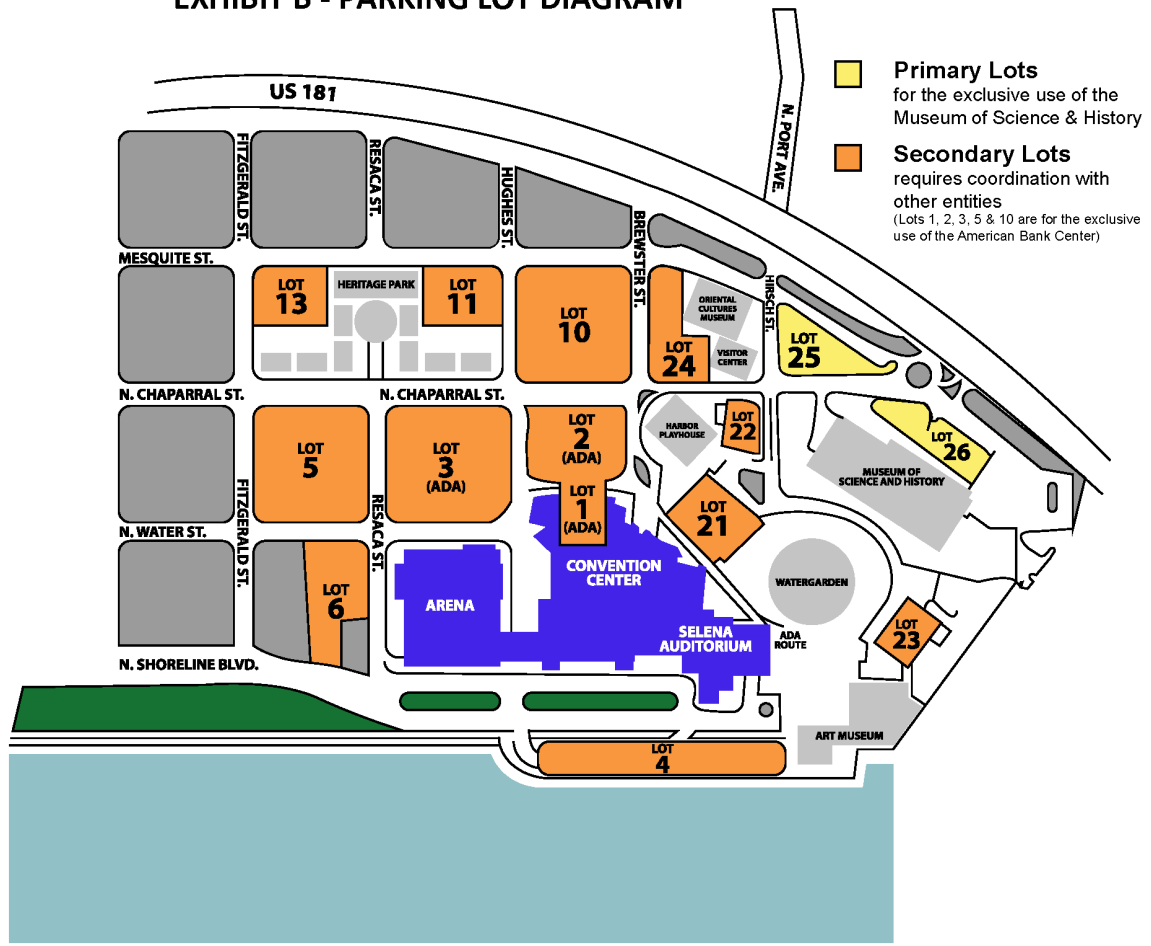 EXHIBIT B - PARKING LOT DIAGRAM
US 181
N. PORT AVE.
Primary Lots
for the exclusive use of the
Museum of Science & History
Secondary Lots
requires coordination with
other entities
(Lots 1, 2, 3, 5 & 10 are for the exclusive
use of the American Bank Center)
FITZGERALD ST.
RESACA ST.
HUGHES ST.
BREWSTER ST.
HIRSCH ST.
MESQUITE ST.
LOT
13
HERITAGE PARK
LOT
11
LOT
10
ORIENTAL
CULTURES
MUSEUM
VISITOR
CENTER
LOT
24
LOT
25
N. CHAPARRAL ST.
N. CHAPARRAL ST.
LOT
5
LOT
3
(ADA)
LOT
2
(ADA)
LOT
1
(ADA)
HARBOR
PLAYHOUSE
LOT
22
LOT
26
MUSEUM OF
SCIENCE AND HISTORY
LOT
21
FITZGERALD ST.
RESACA ST.
N. WATER ST.
LOT
6
ARENA
CONVENTION
CENTER
SELENA
AUDITORIUM
WATERGARDEN
ADA
ROUTE
LOT
23
N. SHORELINE BLVD.
ART MUSEUM
LOT
4